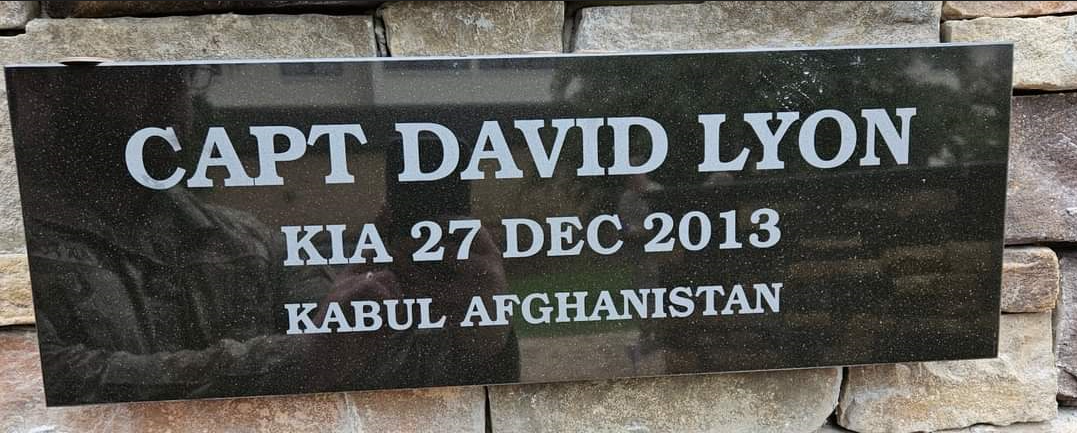 CAPT DAVID LYON
KIA 27 DEC 2013
KABUL AFGHANISTAN